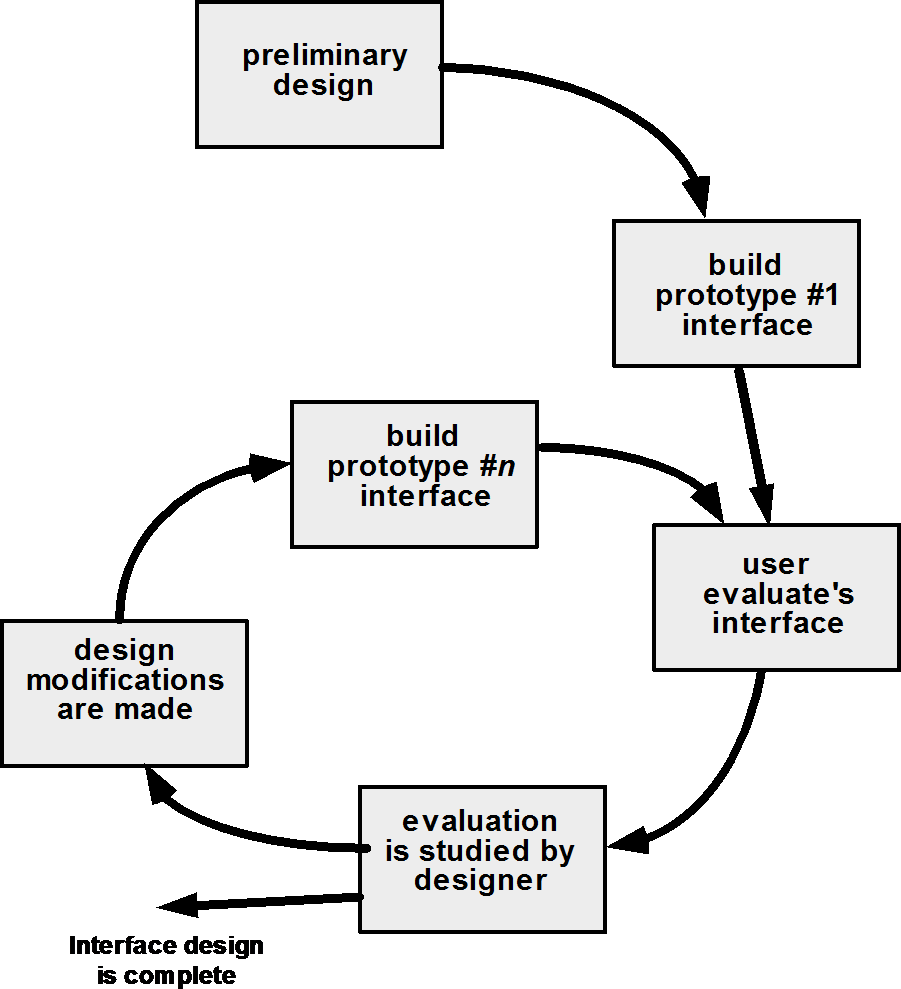 preliminary
design
build
prototype #1
interface
build
prototype #n
interface
user
evaluate's
interface
design
modifications
are made
evaluation
is studied by
designer
Interface design
is complete